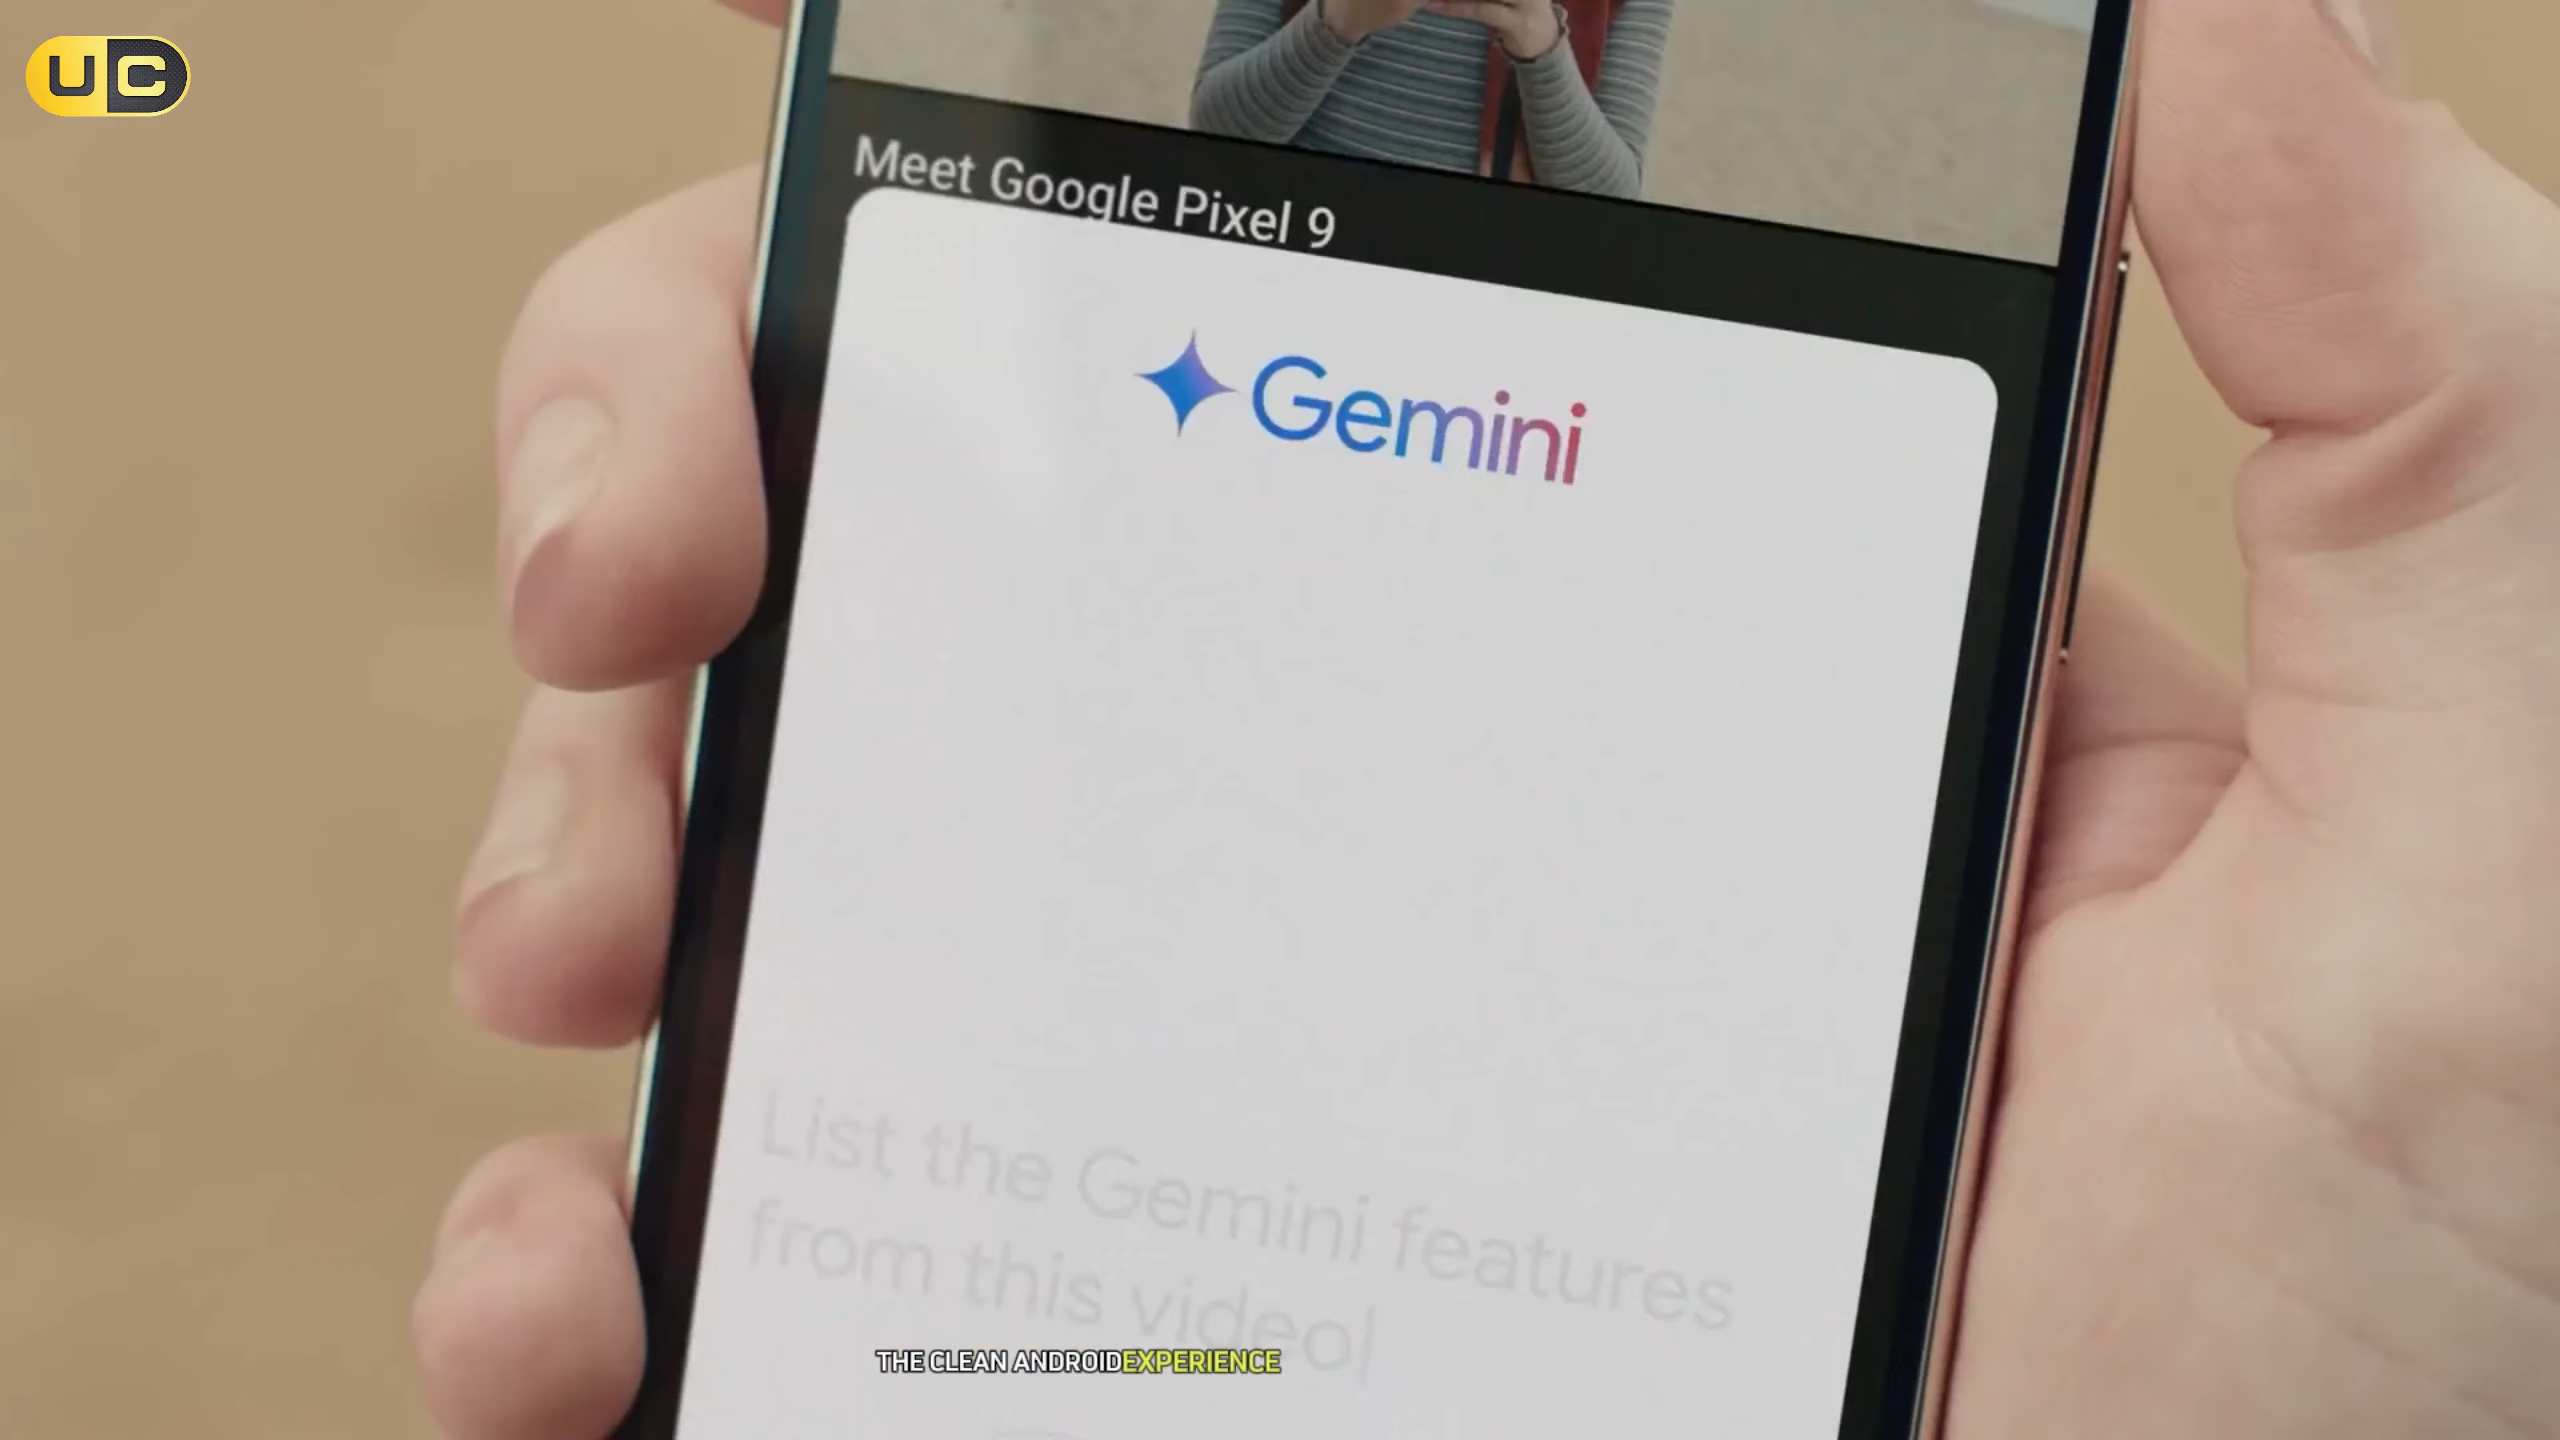 UC
Meet Google Pixel 9
Gemini
List the Gemini features
from this video
THE CLEAN ANDROID EXPERIENCE